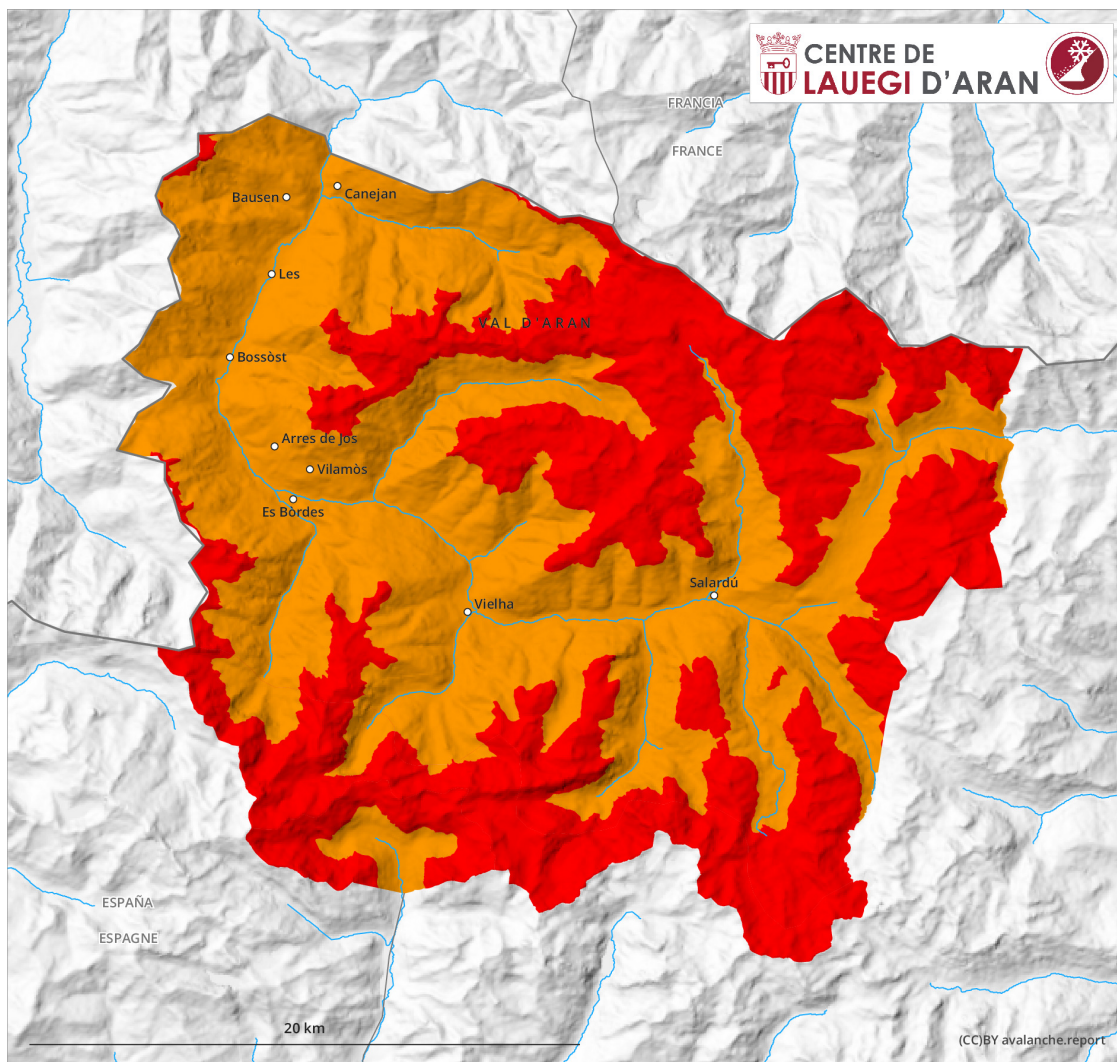 CENTRE DE
LAUEGI D'ARAN
FRANCIA
FRANCE
Bausen
Canejan
Les
VAL D'ARAN
Bossòst
Arres de Jos
Vilamòs
Es Bòrdes
Salardú
Vielha
ESPAÑA
ESPAGNE
20 km
(CC)BY avalanche.report